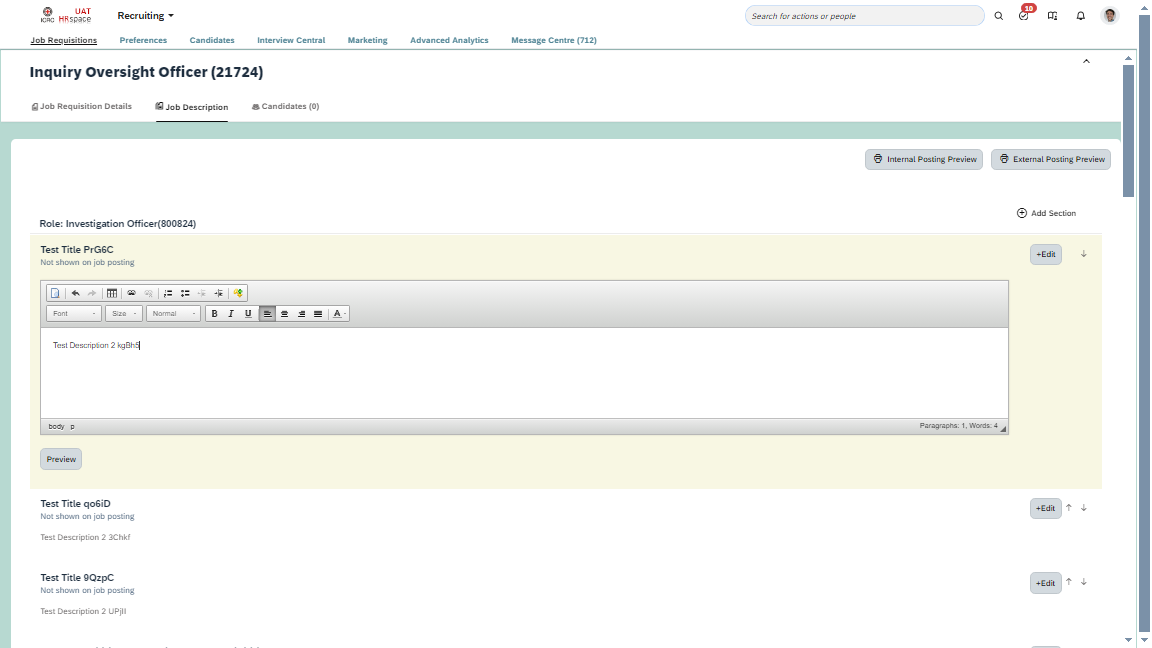 ICRC
UAT
HRspace
Recruiting
Search for actions or people
10
Job Requisitions
Preferences
Candidates
Interview Central
Marketing
Advanced Analytics
Message Centre (712)
Inquiry Oversight Officer (21724)
Job Requisition Details
Job Description
Candidates (0)
Internal Posting Preview
External Posting Preview
Add Section
Role: Investigation Officer(800824)
Test Title PrG6C
Not shown on job posting
+Edit
Font
Size
Normal
B I U
A
Test Description 2 kgBh5
body p
Paragraphs: 1, Words: 4
Preview
Test Title qo6iD
Not shown on job posting
+Edit
Test Description 2 3Chkf
Test Title 9QzpC
Not shown on job posting
+Edit